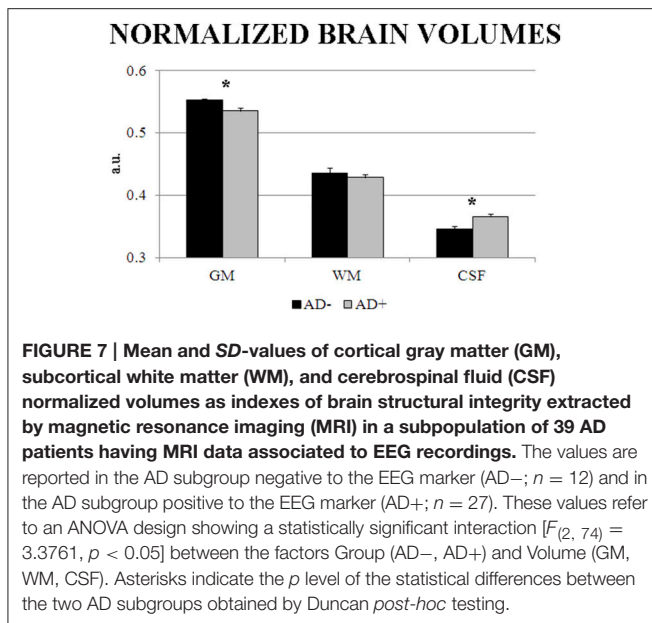 NORMALIZED BRAIN VOLUMES
0.6
*
0.5
a.u.
0.4
*
0.3
GM WM CSF
AD- AD+
FIGURE 7 | Mean and SD-values of cortical gray matter (GM),
subcortical white matter (WM), and cerebrospinal fluid (CSF)
normalized volumes as indexes of brain structural integrity extracted
by magnetic resonance imaging (MRI) in a subpopulation of 39 AD
patients having MRI data associated to EEG recordings. The values are
reported in the AD subgroup negative to the EEG marker (AD−; n = 12) and in
the AD subgroup positive to the EEG marker (AD+; n = 27). These values refer
to an ANOVA design showing a statistically significant interaction [F(2, 74) =
3.3761, p < 0.05] between the factors Group (AD−, AD+) and Volume (GM,
WM, CSF). Asterisks indicate the p level of the statistical differences between
the two AD subgroups obtained by Duncan post-hoc testing.